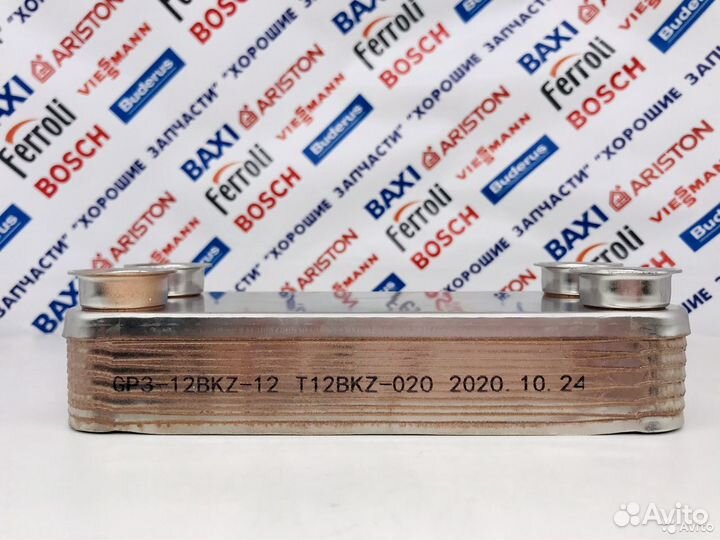 BAXI ARISTON VIESMANN Buderus "ХОРОШИЕ ЗАПЧАСТИ"
Ferroli BOSCH
GP3-12BKZ-12 T12BKZ-020 2020.10.24
Avito